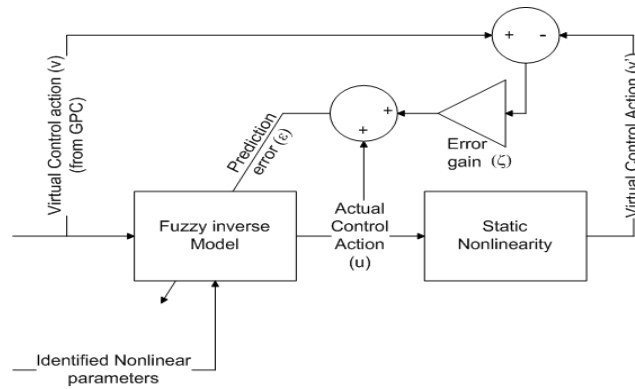 + -
Virtual Control action (v)
(from GPC)
+
+
Error
gain (ζ)
Prediction
error (ε)
Virtual Control Action (v')
Fuzzy inverse
Model
Actual
Control
Action
(u)
Static
Nonlinearity
Identified Nonlinear
parameters